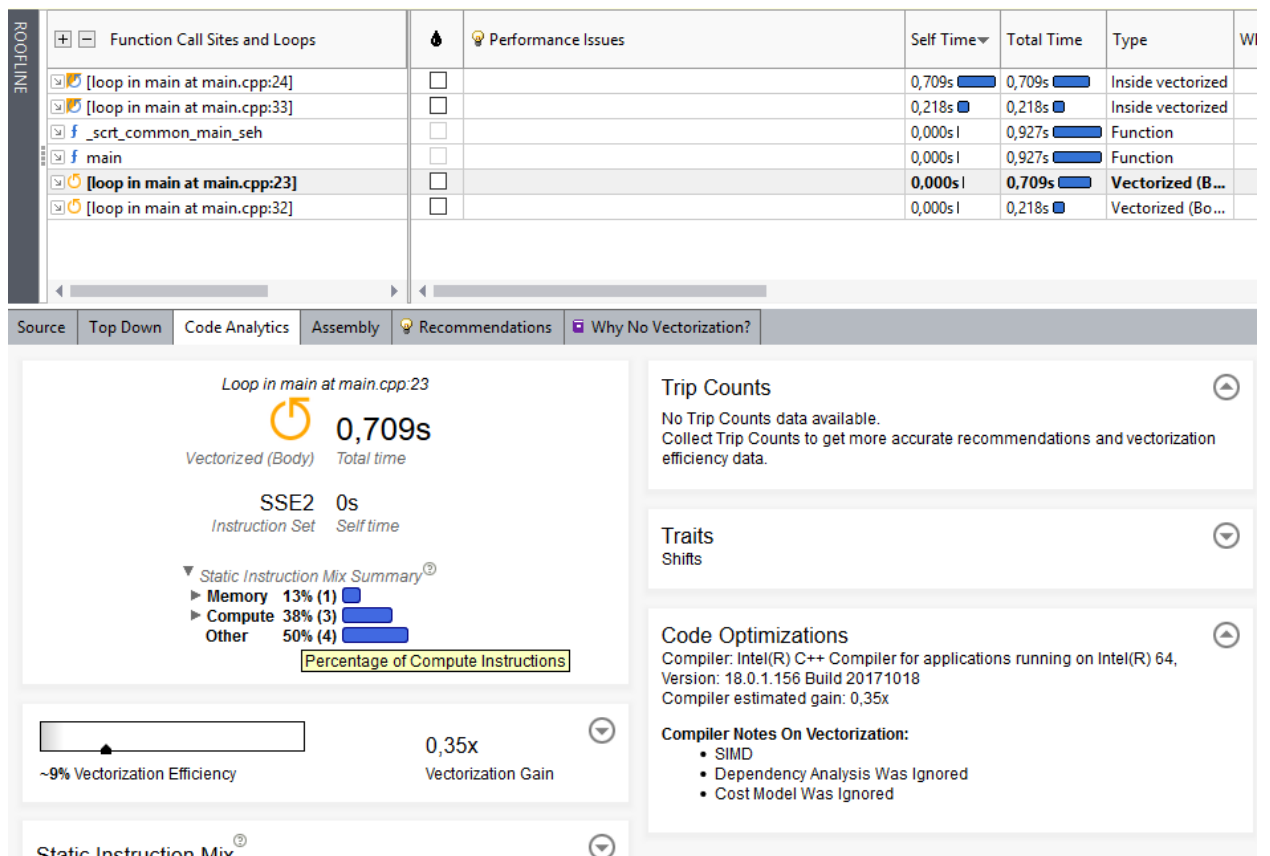 ROOFLINE
Function Call Sites and Loops Performance Issues Self Time Total Time Type
[loop in main at main.cpp:24] 0,709s 0,709s Inside vectorized
[loop in main at main.cpp:33] 0,218s 0,218s Inside vectorized
f _scrt_common_main_seh 0,000s 0,927s Function
f main 0,000s 0,927s Function
[loop in main at main.cpp:23] 0,000s 0,709s Vectorized (B...
[loop in main at main.cpp:32] 0,000s 0,218s Vectorized (Bo...
Source Top Down Code Analytics Assembly Recommendations Why No Vectorization?
Loop in main at main.cpp:23
0,709s
Vectorized (Body) Total time
SSE2 0s
Instruction Set Self time
Static Instruction Mix Summary
Memory 13% (1)
Compute 38% (3)
Other 50% (4)
Percentage of Compute Instructions
0,35x
~9% Vectorization Efficiency Vectorization Gain
Static Instruction Mix
Trip Counts
No Trip Counts data available.
Collect Trip Counts to get more accurate recommendations and vectorization
efficiency data.
Traits
Shifts
Code Optimizations
Compiler: Intel(R) C++ Compiler for applications running on Intel(R) 64,
Version: 18.0.1.156 Build 20171018
Compiler estimated gain: 0,35x
Compiler Notes On Vectorization:
• SIMD
• Dependency Analysis Was Ignored
• Cost Model Was Ignored